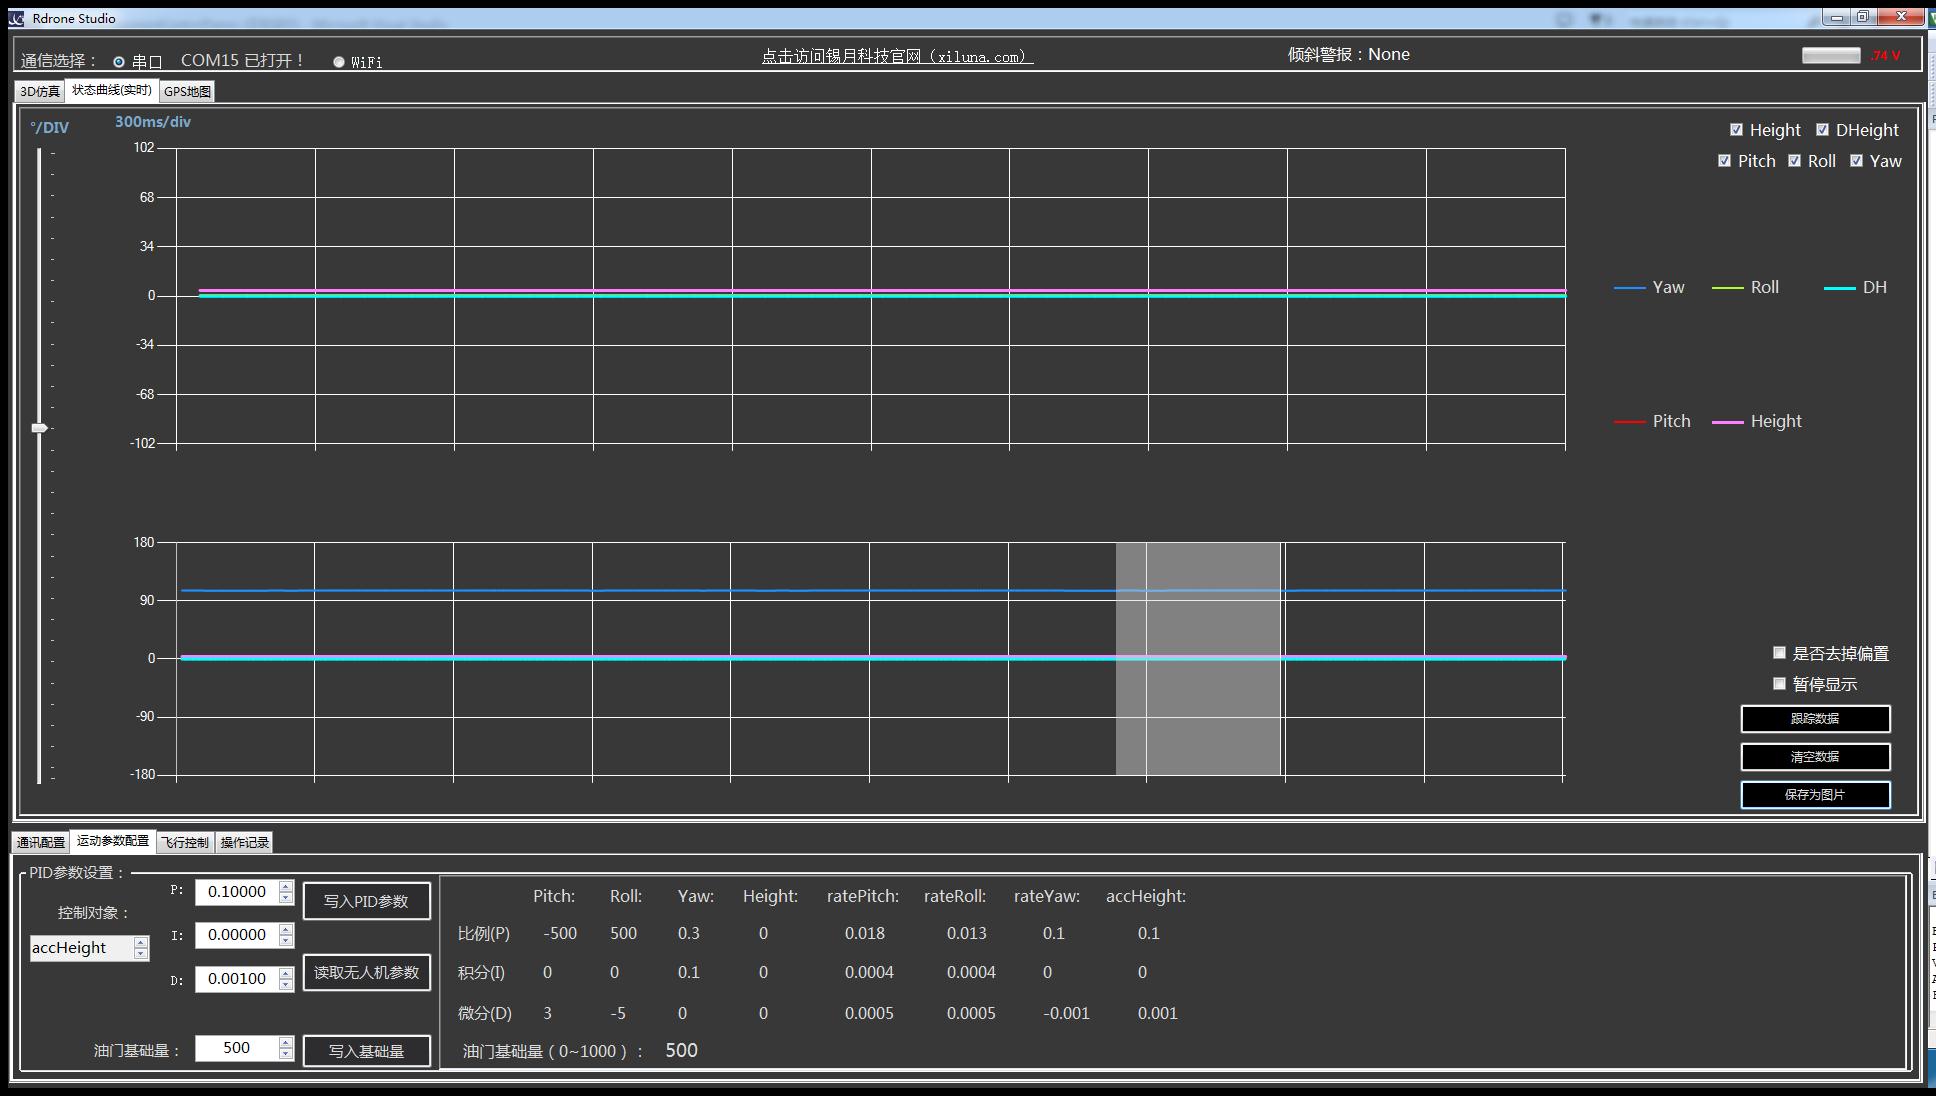 Rdrone Studio
通信选择： 串口 COM15 已打开！ WiFi
点击访问锡月科技官网（xiluna.com）
倾斜警报：None
.74 V
3D仿真 状态曲线(实时) GPS地图
°/DIV 300ms/div
Height DHeight
Pitch Roll Yaw
102
68
34
0
-34
-68
-102
Yaw Roll DH
Pitch Height
180
90
0
-90
-180
是否去掉偏置
暂停显示
跟踪数据
清空数据
保存为图片
通讯配置 运动参数配置 飞行控制 操作记录
PID参数设置：
控制对象：
accHeight
P: 0.10000 写入PID参数
I: 0.00000
D: 0.00100 读取无人机参数
油门基础量： 500 写入基础量
Pitch: Roll: Yaw: Height: ratePitch: rateRoll: rateYaw: accHeight:
比例(P) -500 500 0.3 0 0.018 0.013 0.1 0.1
积分(I) 0 0 0.1 0 0.0004 0.0004 0 0
微分(D) 3 -5 0 0 0.0005 0.0005 -0.001 0.001
油门基础量（0~1000）： 500